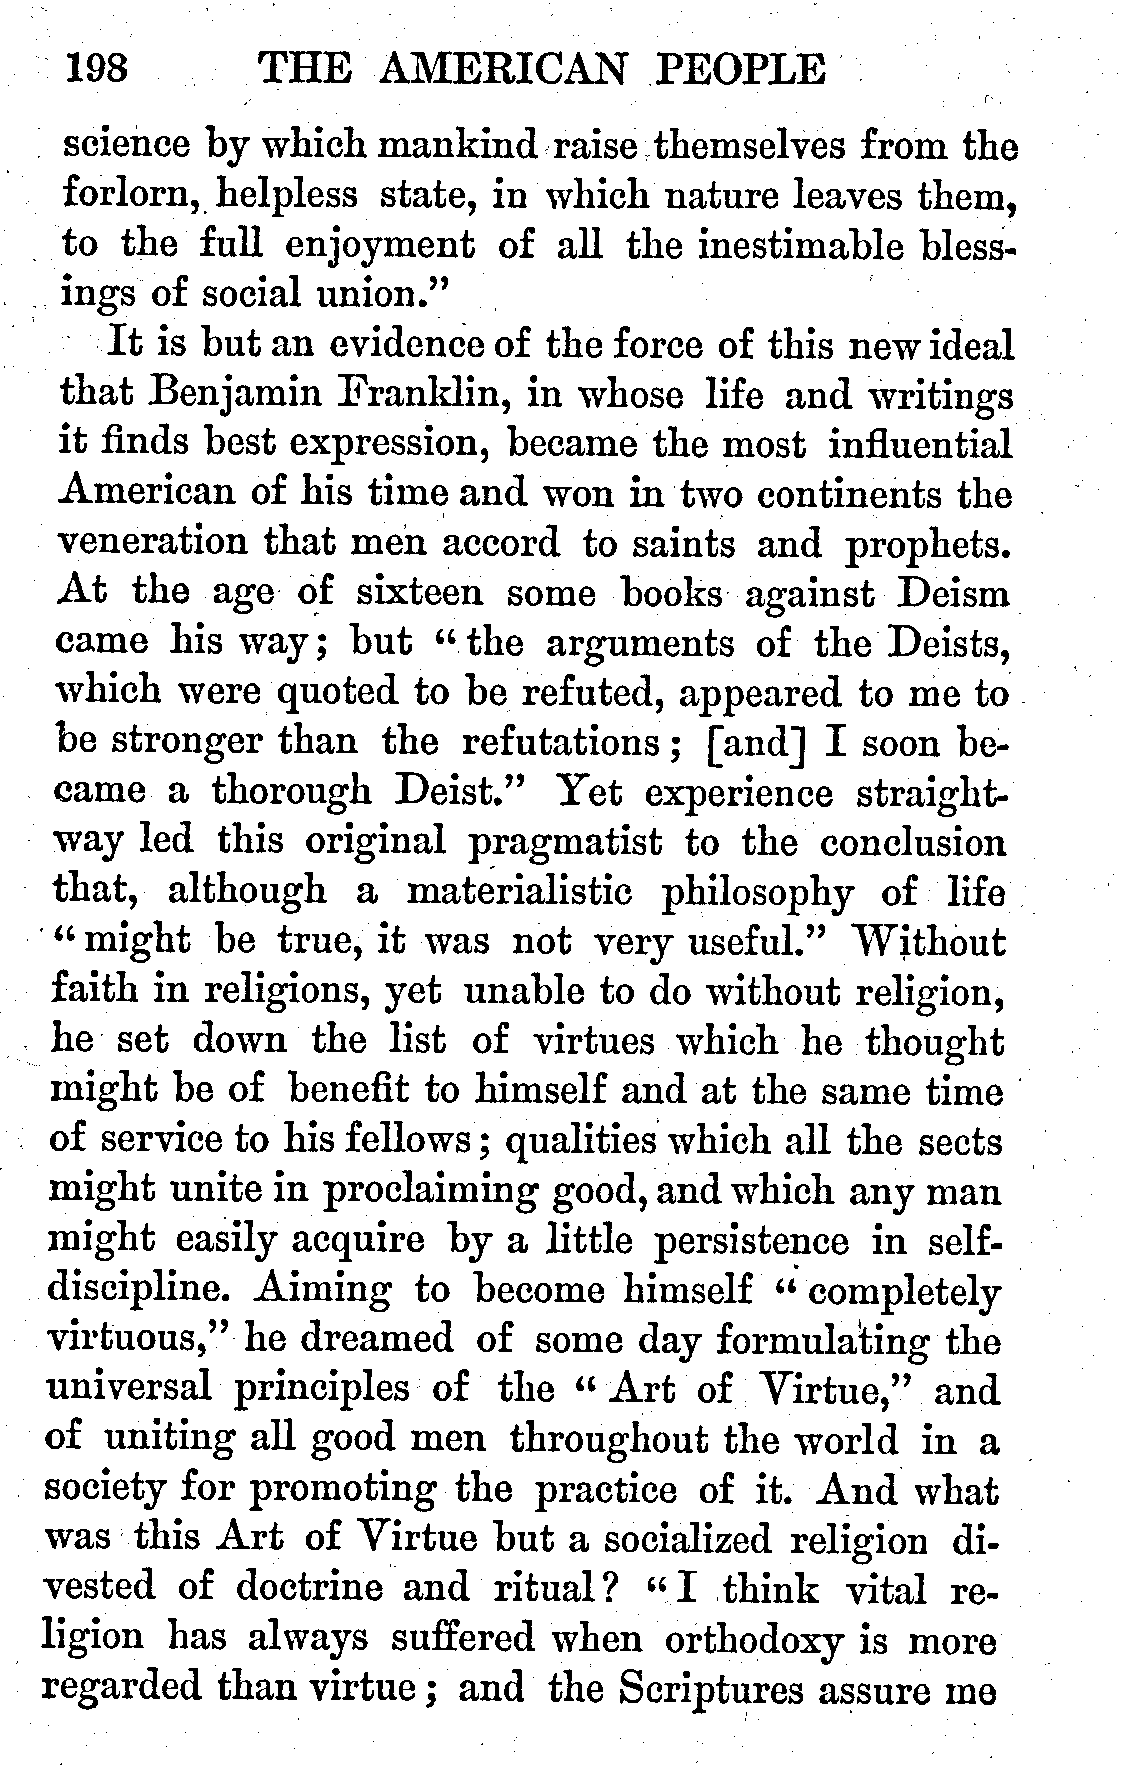 198 THE AMERICAN PEOPLE
science by which mankind raise themselves from the
forlorn, helpless state, in which nature leaves them,
to the full enjoyment of all the inestimable bless-
ings of social union."
It is but an evidence of the force of this new ideal
that Benjamin Franklin, in whose life and writings
it finds best expression, became the most influential
American of his time and won in two continents the
veneration that men accord to saints and prophets.
At the age of sixteen some books against Deism
came his way; but "the arguments of the Deists,
which were quoted to be refuted, appeared to me to
be stronger than the refutations; [and] I soon be-
came a thorough Deist." Yet experience straight-
way led this original pragmatist to the conclusion
that, although a materialistic philosophy of life
"might be true, it was not very useful." Without
faith in religions, yet unable to do without religion,
he set down the list of virtues which he thought
might be of benefit to himself and at the same time
of service to his fellows; qualities which all the sects
might unite in proclaiming good, and which any man
might easily acquire by a little persistence in self-
discipline. Aiming to become himself "completely
virtuous," he dreamed of some day formulating the
universal principles of the "Art of Virtue," and
of uniting all good men throughout the world in a
society for promoting the practice of it. And what
was this Art of Virtue but a socialized religion di-
vested of doctrine and ritual? "I think vital re-
ligion has always suffered when orthodoxy is more
regarded than virtue; and the Scriptures assure me